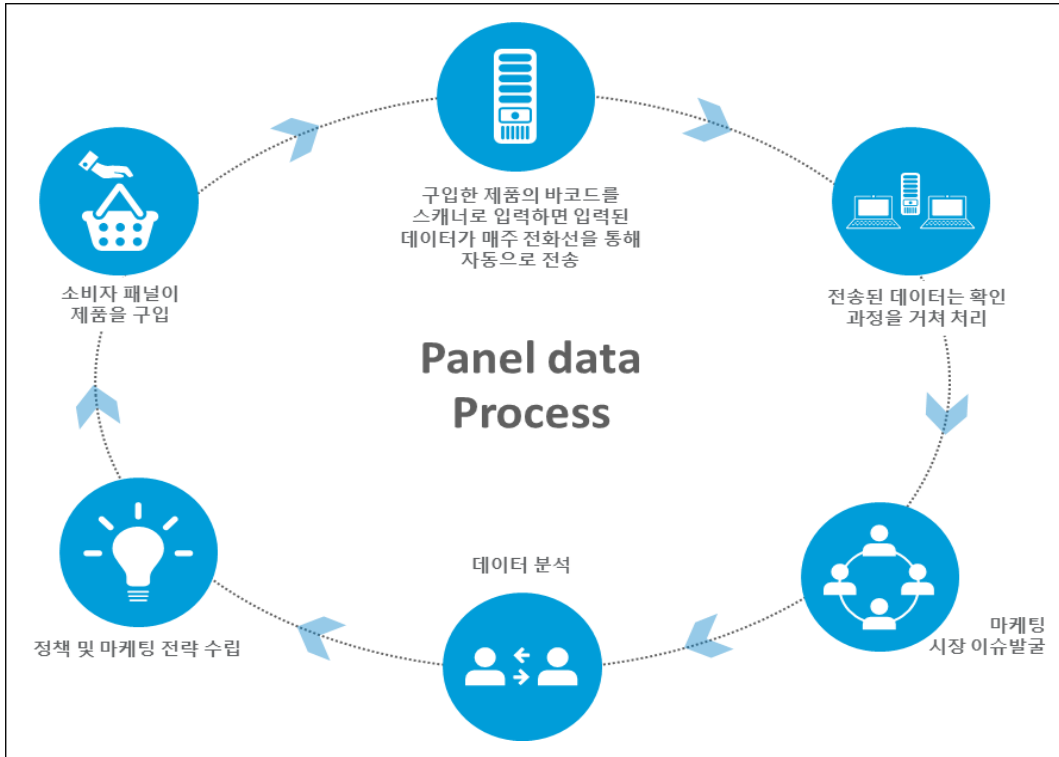 구입한 제품의 바코드를
스캐너로 입력하면 입력된
데이터가 매주 전화선을 통해
자동으로 전송
소비자 패널이
제품을 구입
전송된 데이터는 확인
과정을 거쳐 처리
Panel data
Process
데이터 분석
마케팅
시장 이슈발굴
정책 및 마케팅 전략 수립